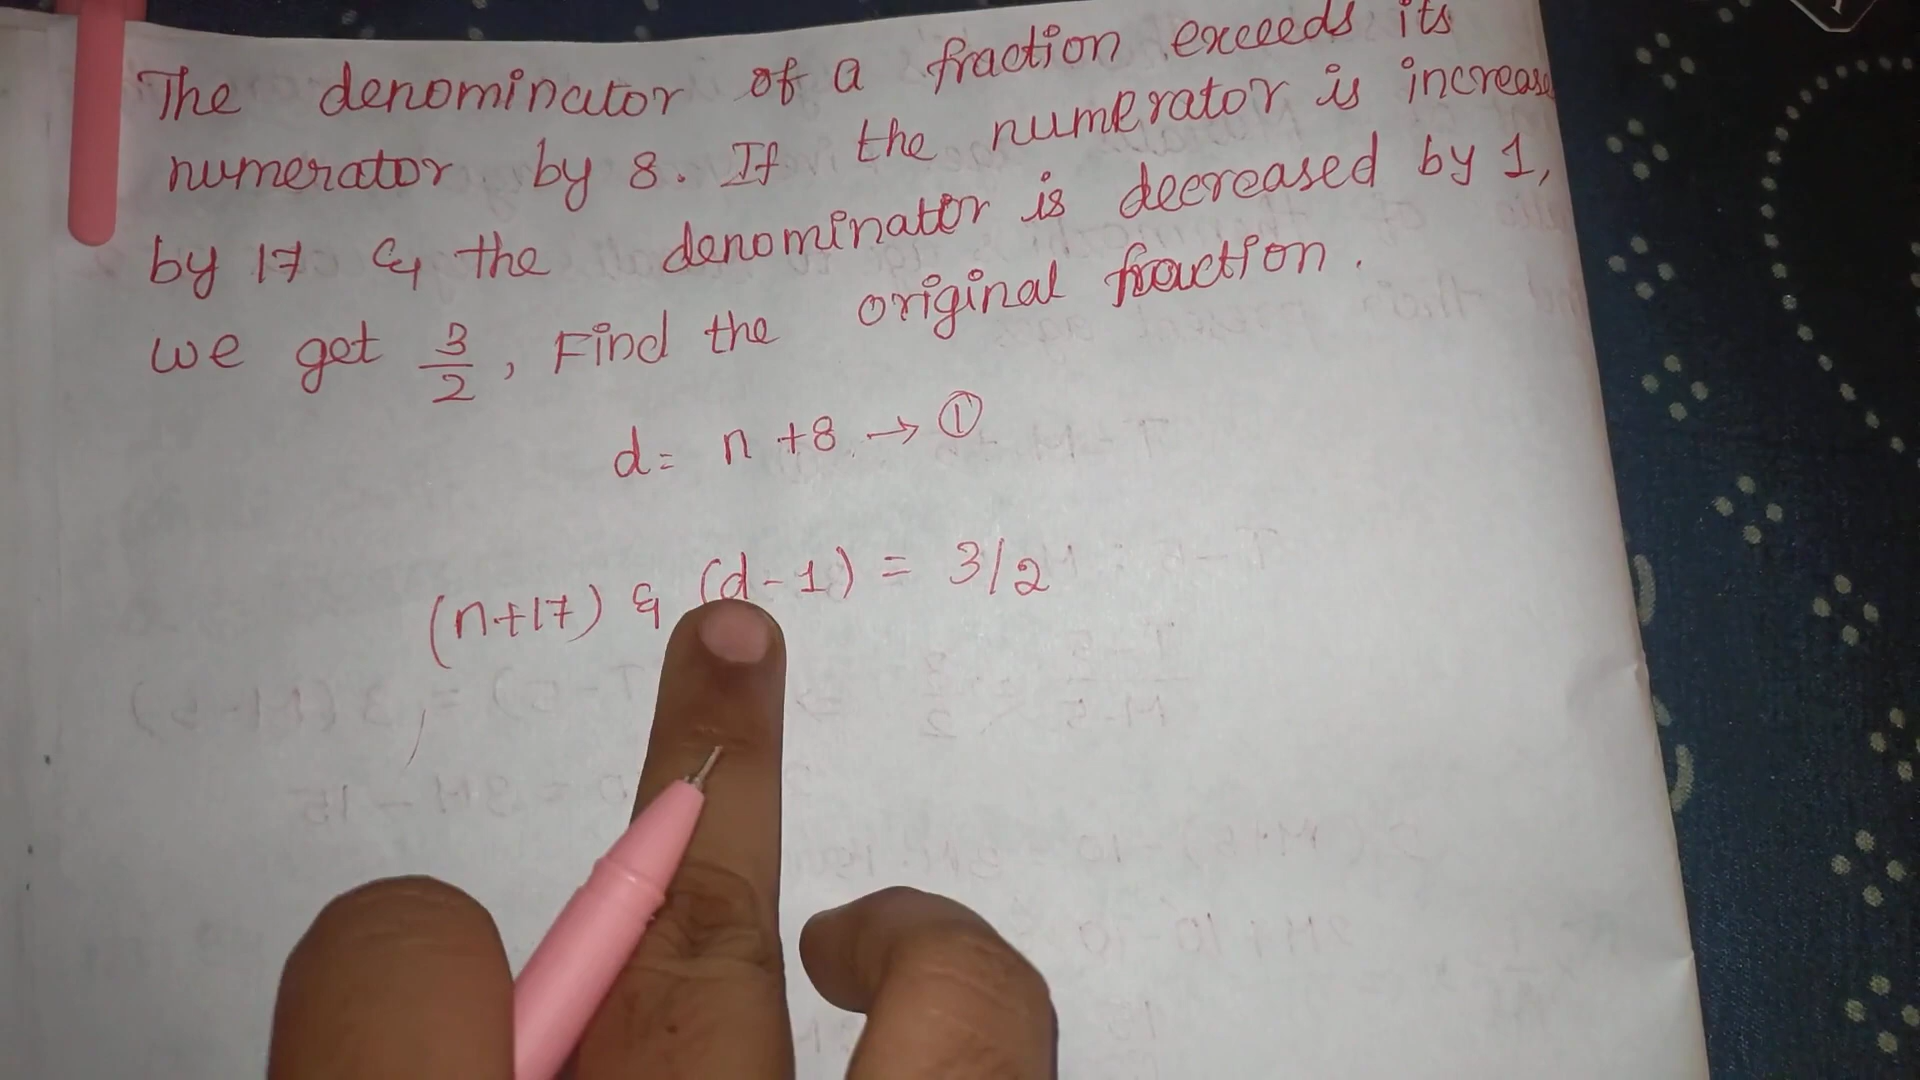 The denominator of a fraction exceeds its
numerator by 8. If the numerator is increase
by 17 & the denominator is decreased by 1,
we get 3/2, Find the original fraction.
d = n + 8 → ①
(n+17) & (d-1) = 3/2